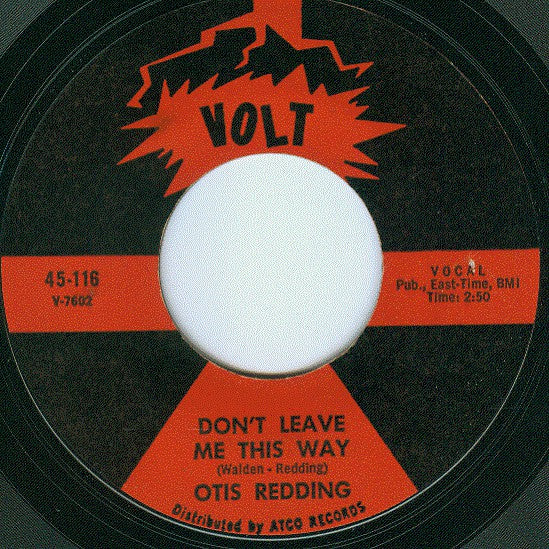 VOLT
45-116
Y-7602
VOCAL
Pub., East-Time, BMI
Time: 2:50
DON'T LEAVE
ME THIS WAY
(Walden - Redding)
OTIS REDDING
Distributed by ATCO RECORDS